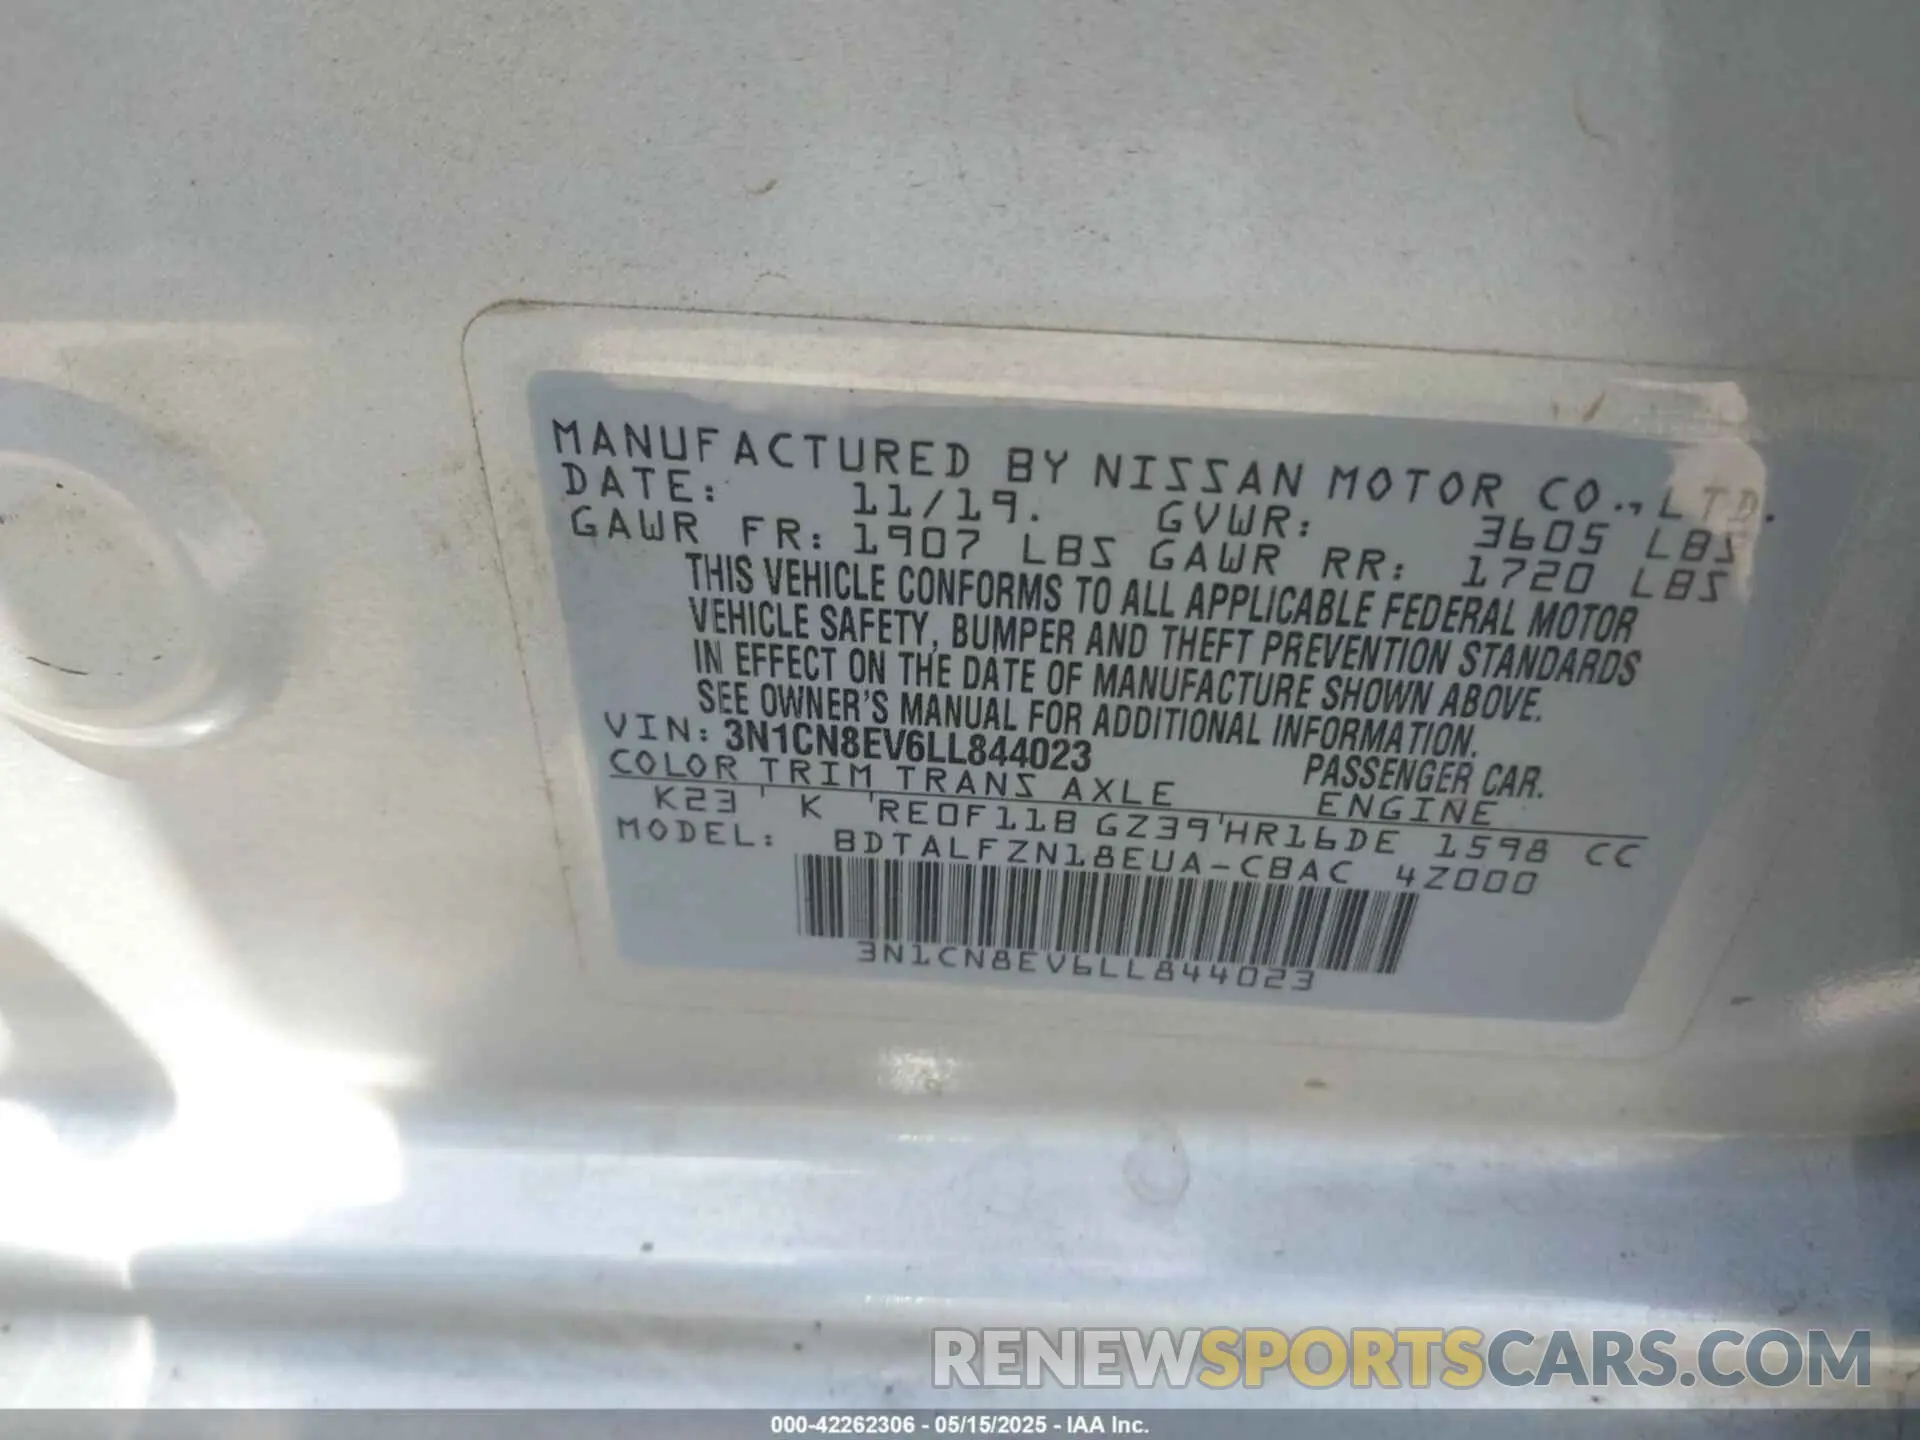 MANUFACTURED BY NISSAN MOTOR CO., LTD.
DATE: 11/19. GVWR: 3605 LBS
GAWR FR: 1907 LBS GAWR RR: 1720 LBS
THIS VEHICLE CONFORMS TO ALL APPLICABLE FEDERAL MOTOR
VEHICLE SAFETY, BUMPER AND THEFT PREVENTION STANDARDS
IN EFFECT ON THE DATE OF MANUFACTURE SHOWN ABOVE.
SEE OWNER'S MANUAL FOR ADDITIONAL INFORMATION.
VIN: 3N1CN8EV6LL844023 PASSENGER CAR.
COLOR TRIM TRANS AXLE ENGINE
K23 ' K 'RE0F11B GZ39'HR16DE 1598 CC
MODEL: BDTALFZN18EUA-CBAC 4Z000
3N1CN8EV6LL844023
RENEWSPORTSCARS.COM
000-42262306 - 05/15/2025 - IAA Inc.